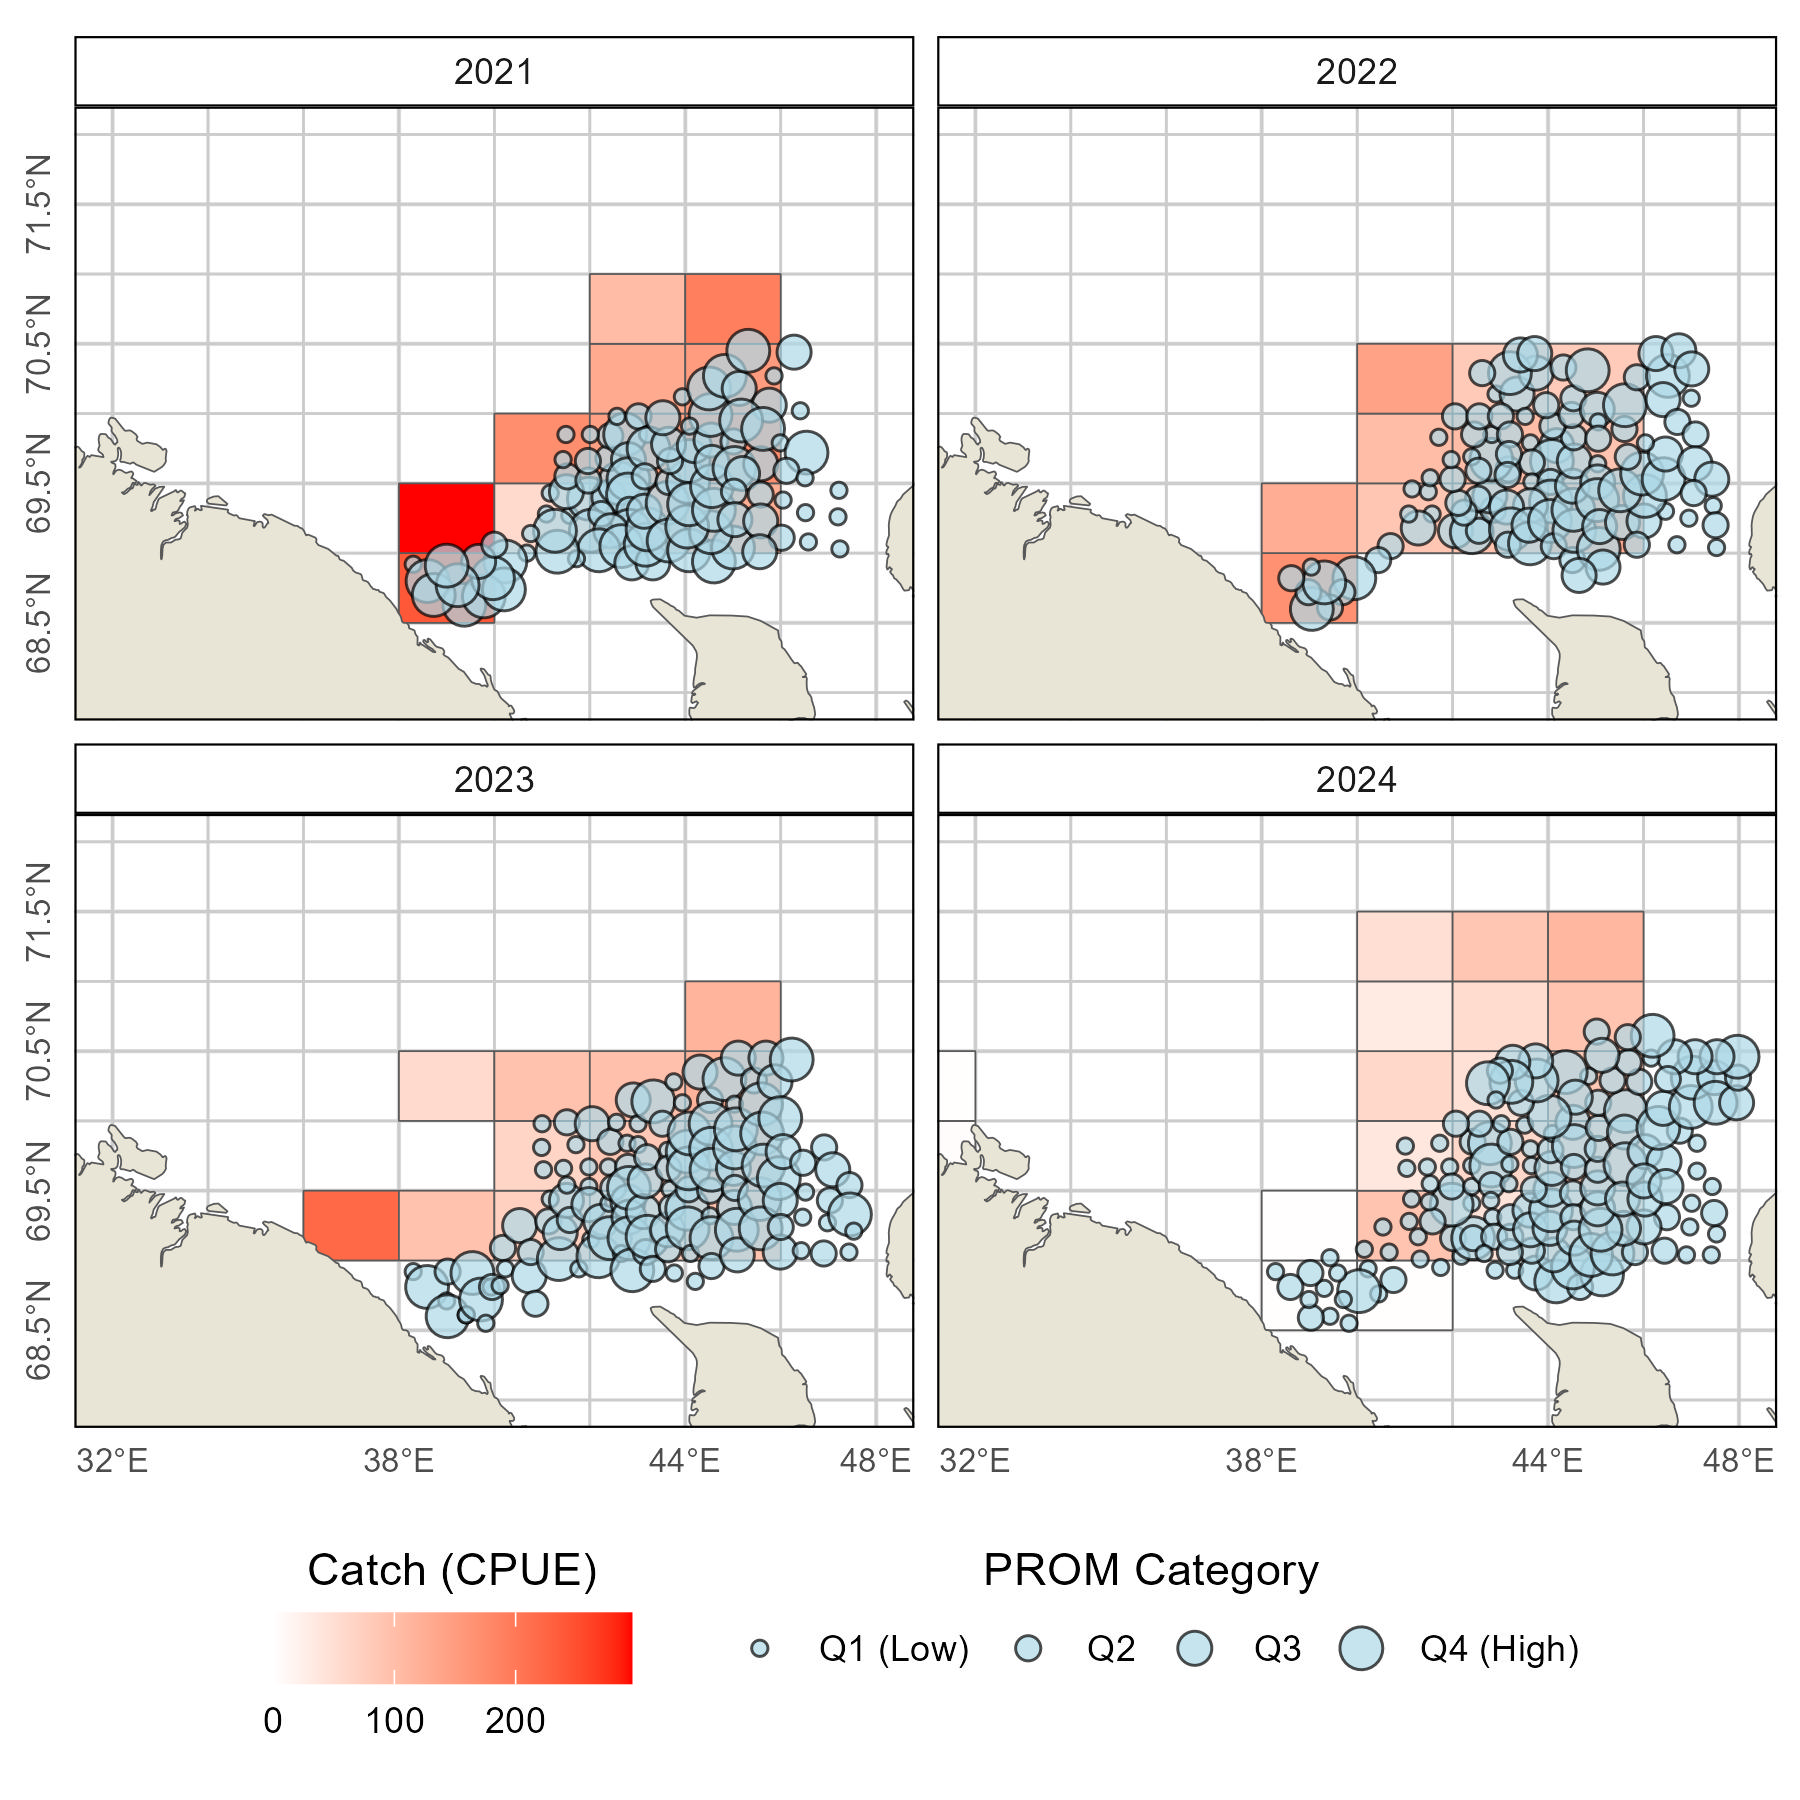 2021
2022
71.5°N
70.5°N
69.5°N
68.5°N
2023
2024
71.5°N
70.5°N
69.5°N
68.5°N
32°E 38°E 44°E 48°E 32°E 38°E 44°E 48°E
Catch (CPUE)
0 100 200
PROM Category
Q1 (Low) Q2 Q3 Q4 (High)